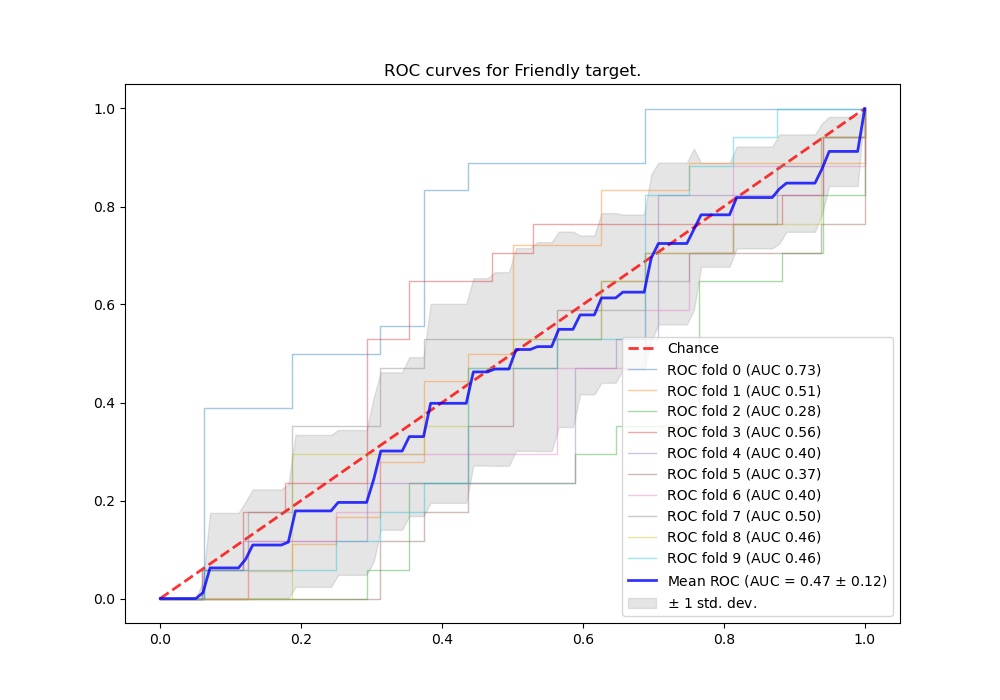 ROC curves for Friendly target.
1.0
0.8
0.6
0.4
0.2
0.0
0.0 0.2 0.4 0.6 0.8 1.0
Chance
ROC fold 0 (AUC 0.73)
ROC fold 1 (AUC 0.51)
ROC fold 2 (AUC 0.28)
ROC fold 3 (AUC 0.56)
ROC fold 4 (AUC 0.40)
ROC fold 5 (AUC 0.37)
ROC fold 6 (AUC 0.40)
ROC fold 7 (AUC 0.50)
ROC fold 8 (AUC 0.46)
ROC fold 9 (AUC 0.46)
Mean ROC (AUC = 0.47 ± 0.12)
± 1 std. dev.